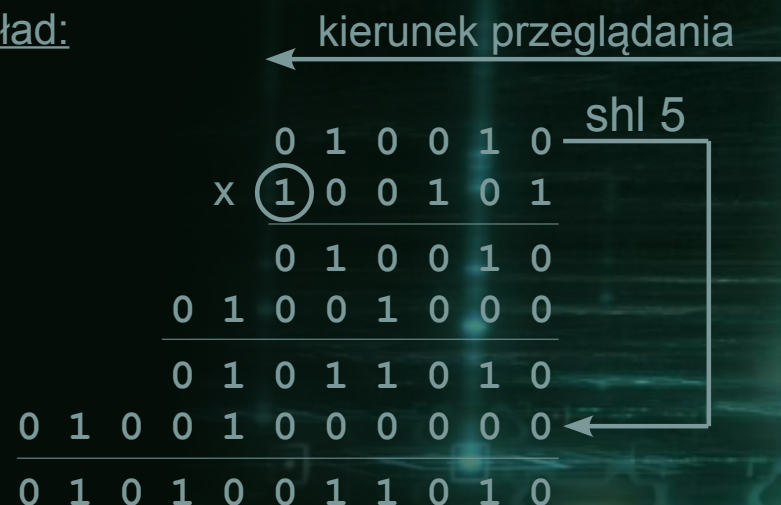 ład:
kierunek przeglądania
shl 5
0 1 0 0 1 0
x 1 0 0 1 0 1
0 1 0 0 1 0
0 1 0 0 1 0 0 0
0 1 0 1 1 0 1 0
0 1 0 0 1 0 0 0 0 0 0
0 1 0 1 0 0 1 1 0 1 0